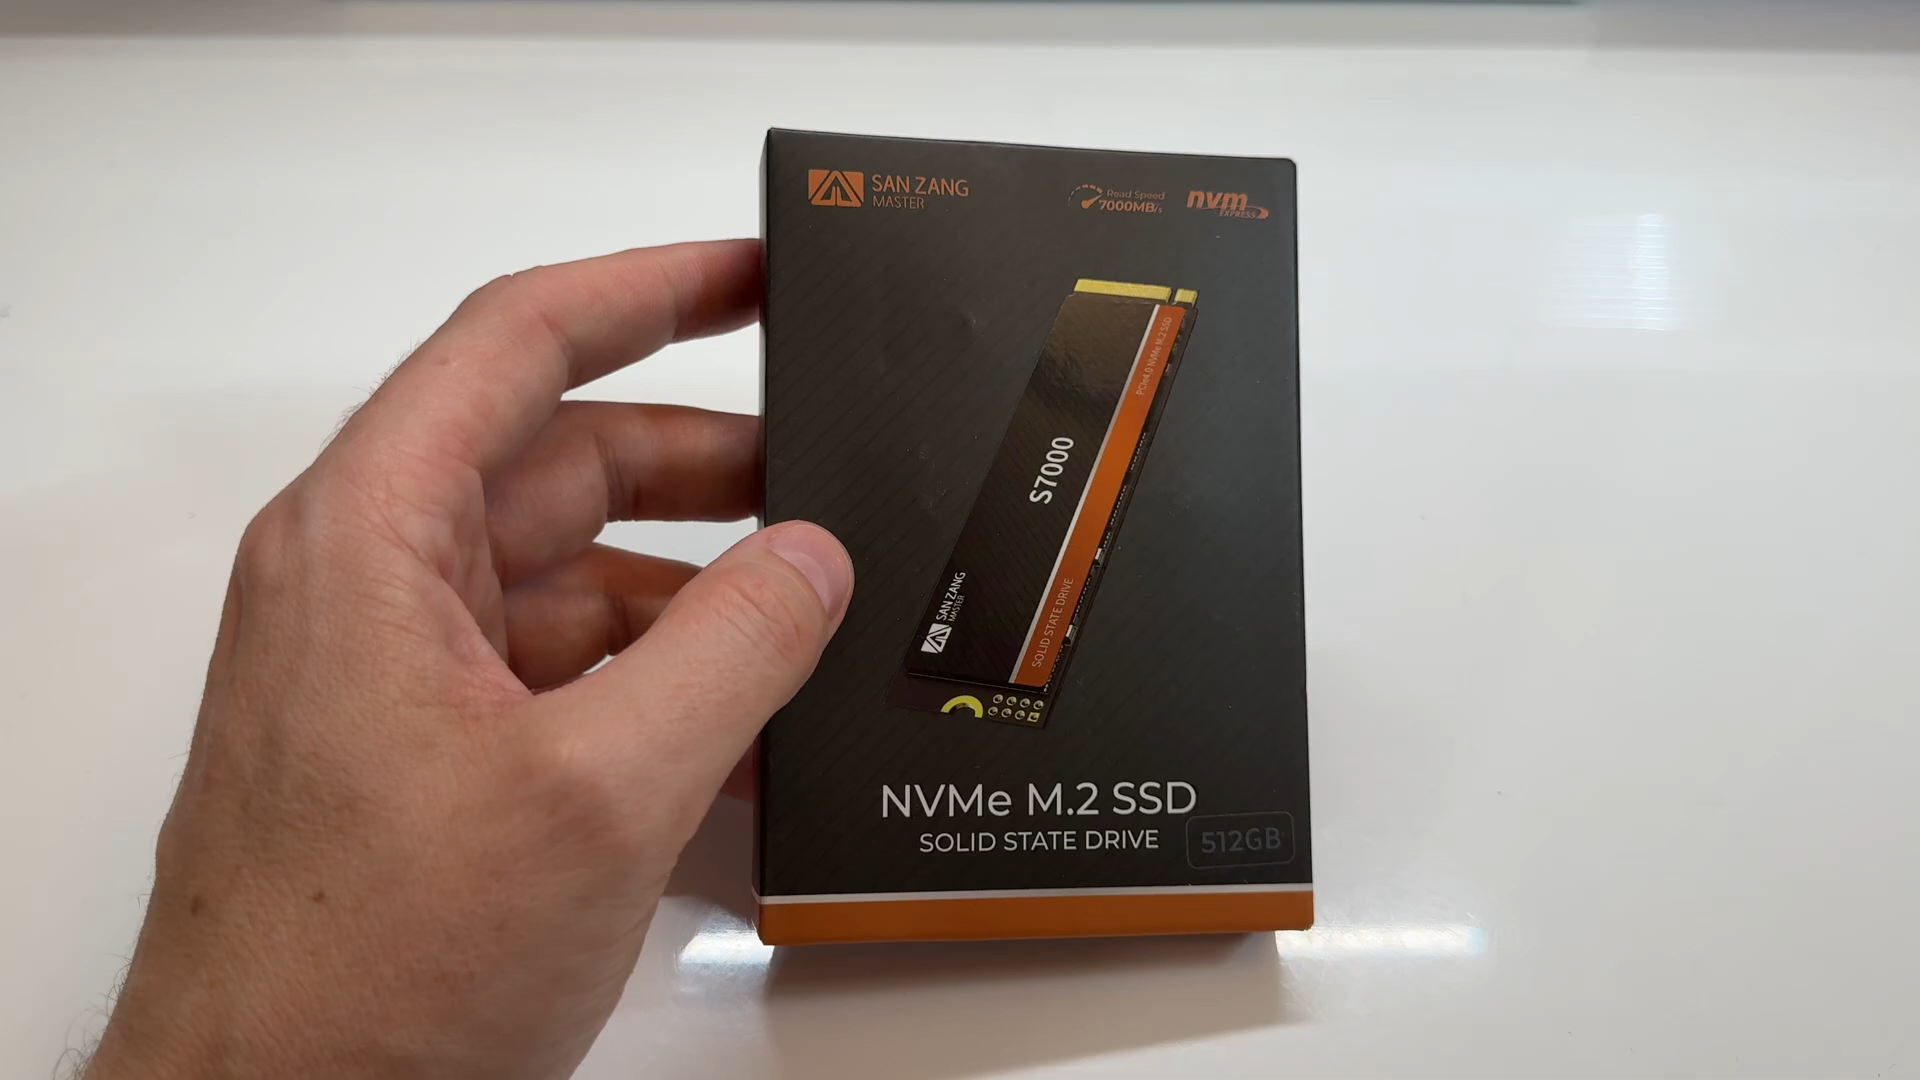 SAN ZANG
MASTER
Read Speed
7000MB/s
nvm
EXPRESS
PCIe4.0 NVMe M.2 SSD
S7000
SAN ZANG
MASTER
SOLID STATE DRIVE
NVMe M.2 SSD
SOLID STATE DRIVE
512GB